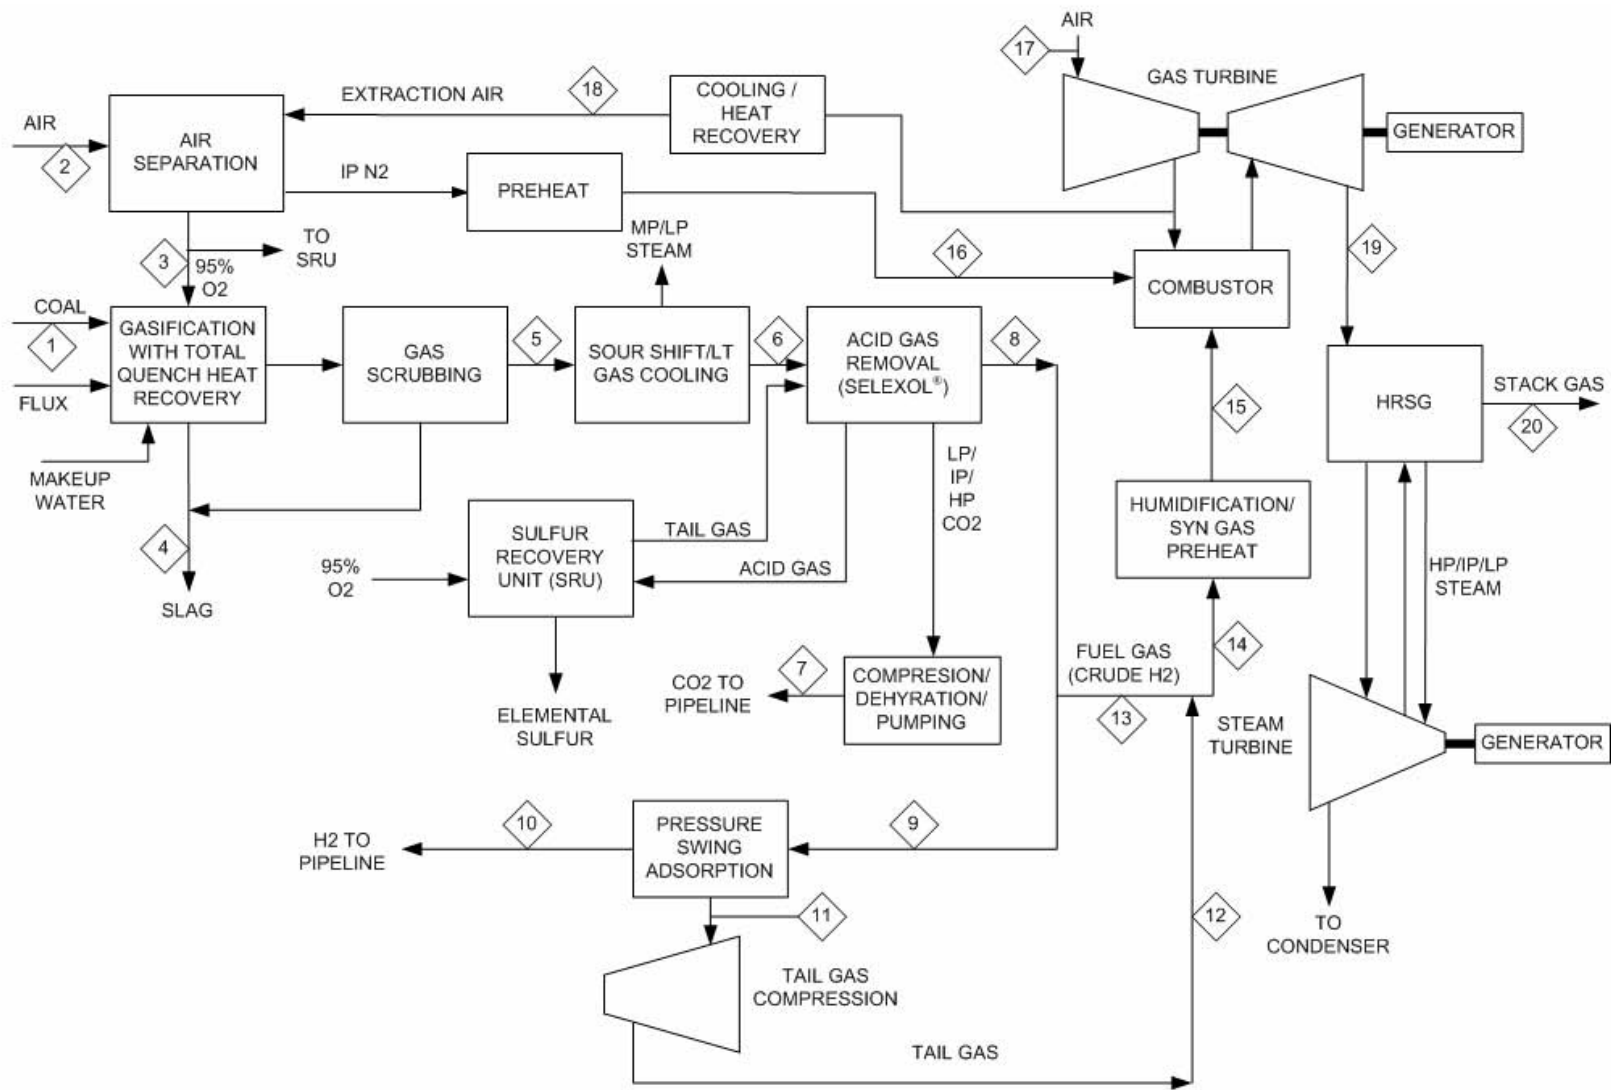 AIR
17
GAS TURBINE
GENERATOR
18
EXTRACTION AIR
COOLING /
HEAT
RECOVERY
AIR
2
AIR
SEPARATION
IP N2
PREHEAT
TO
SRU
3
95%
O2
MP/LP
STEAM
16
COMBUSTOR
19
COAL
1
FLUX
GASIFICATION
WITH TOTAL
QUENCH HEAT
RECOVERY
GAS
SCRUBBING
5
SOUR SHIFT/LT
GAS COOLING
6
ACID GAS
REMOVAL
(SELEXOL®)
8
15
HRSG
STACK GAS
20
MAKEUP
WATER
4
SLAG
LP/
IP/
HP
CO2
HUMIDIFICATION/
SYN GAS
PREHEAT
95%
O2
SULFUR
RECOVERY
UNIT (SRU)
TAIL GAS
ACID GAS
HP/IP/LP
STEAM
ELEMENTAL
SULFUR
7
CO2 TO
PIPELINE
COMPRESION/
DEHYRATION/
PUMPING
FUEL GAS
(CRUDE H2)
13
14
STEAM
TURBINE
GENERATOR
10
H2 TO
PIPELINE
PRESSURE
SWING
ADSORPTION
9
11
12
TO
CONDENSER
TAIL GAS
COMPRESSION
TAIL GAS